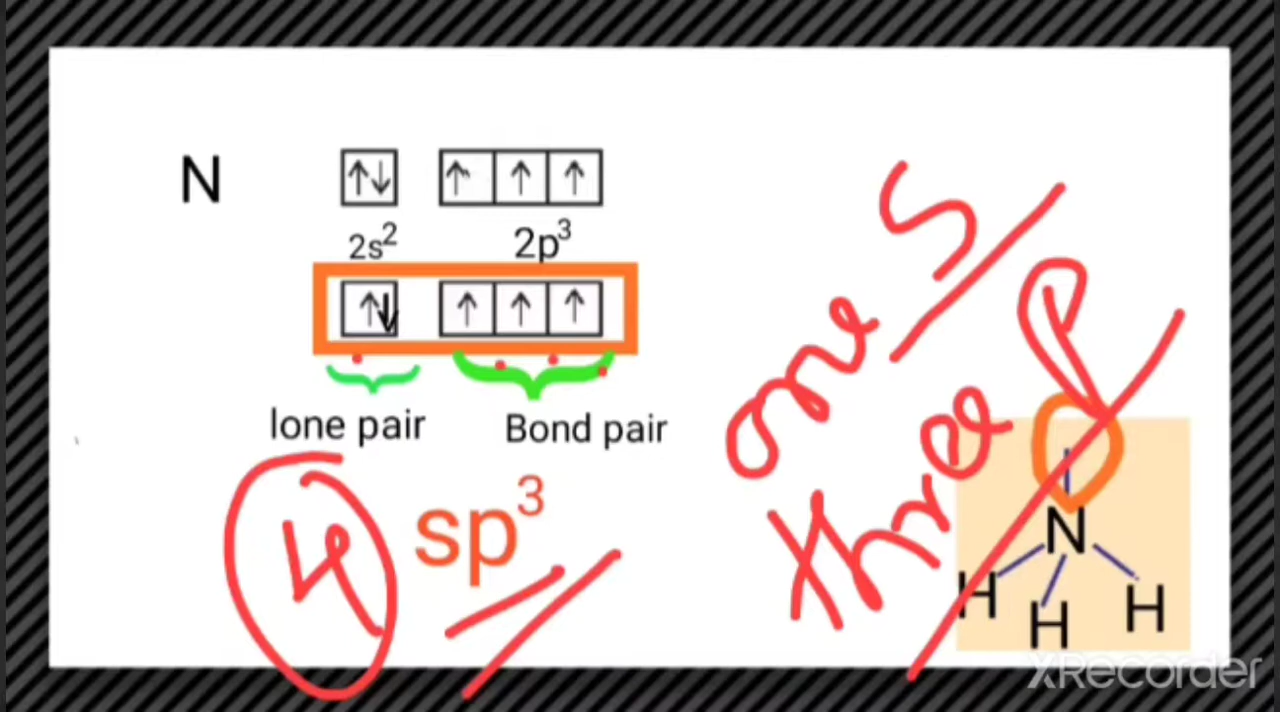 N
2s² 2p³
lone pair Bond pair
4 sp³
one S
three P
N
H H H
XRecorder